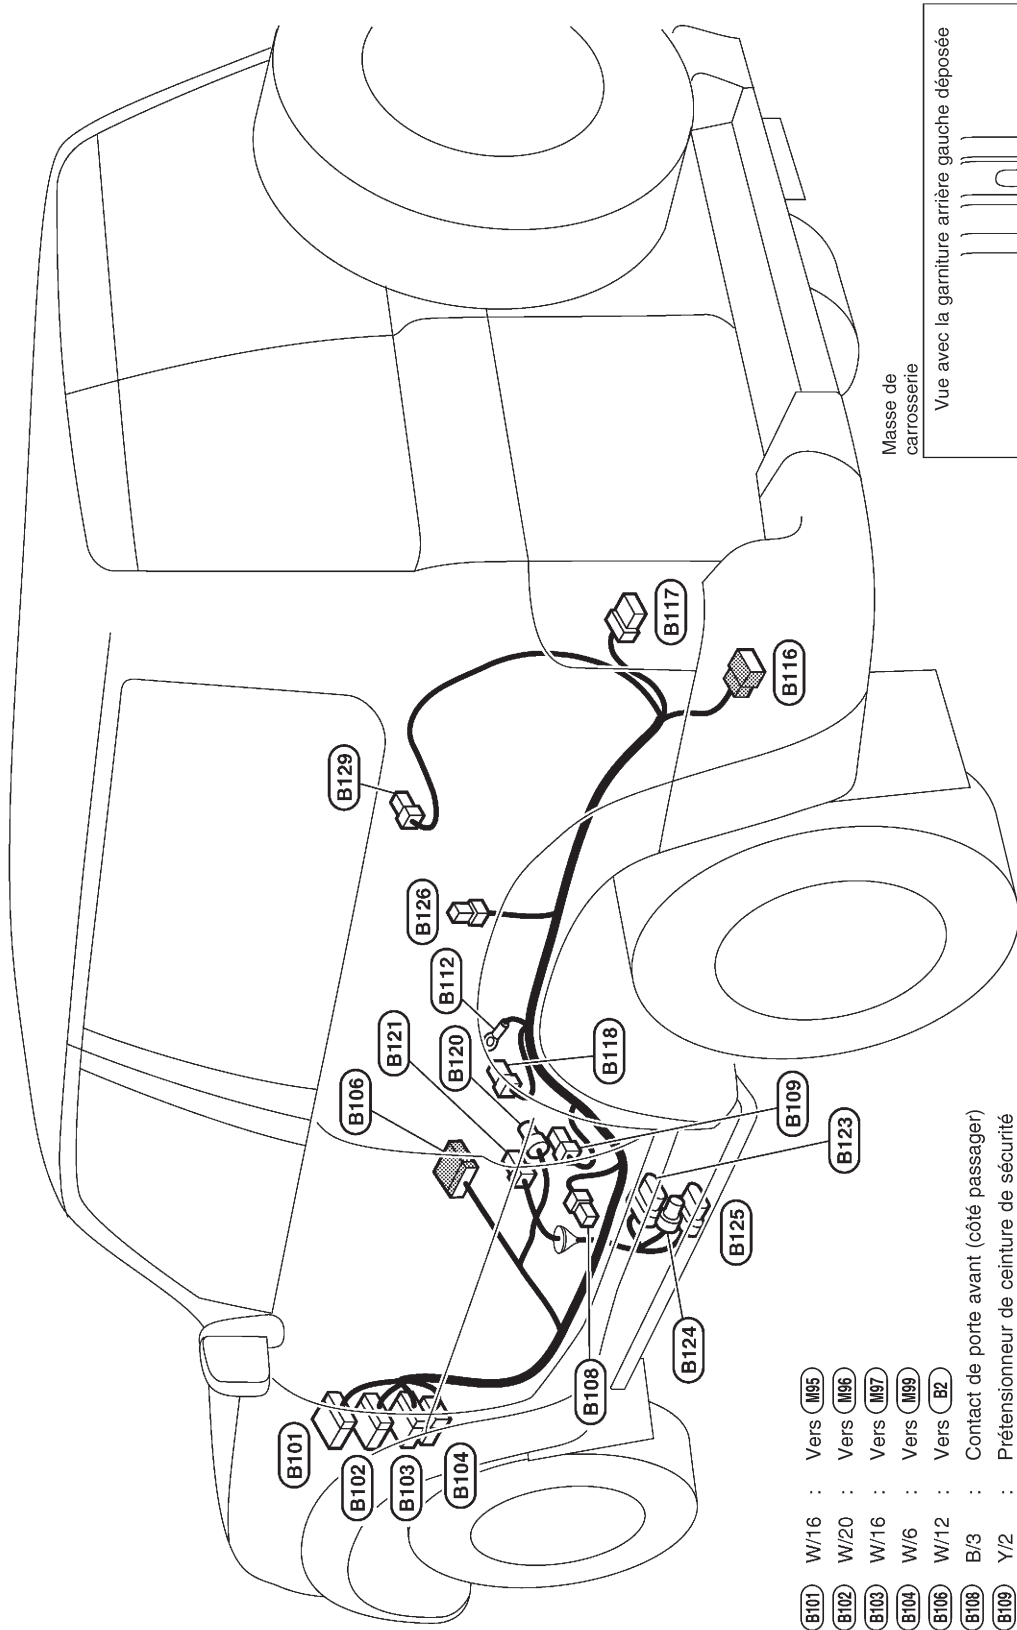 B129
B117
B116
B126
B112
B121
B120
B118
B106
B109
B123
B125
B124
B108
B101
B102
B103
B104
Masse de
carrosserie
Vue avec la garniture arrière gauche déposée
B101 W/16 : Vers M95
B102 W/20 : Vers M96
B103 W/16 : Vers M97
B104 W/6 : Vers M99
B106 W/12 : Vers B2
B108 B/3 : Contact de porte avant (côté passager)
B109 Y/2 : Prétensionneur de ceinture de sécurité